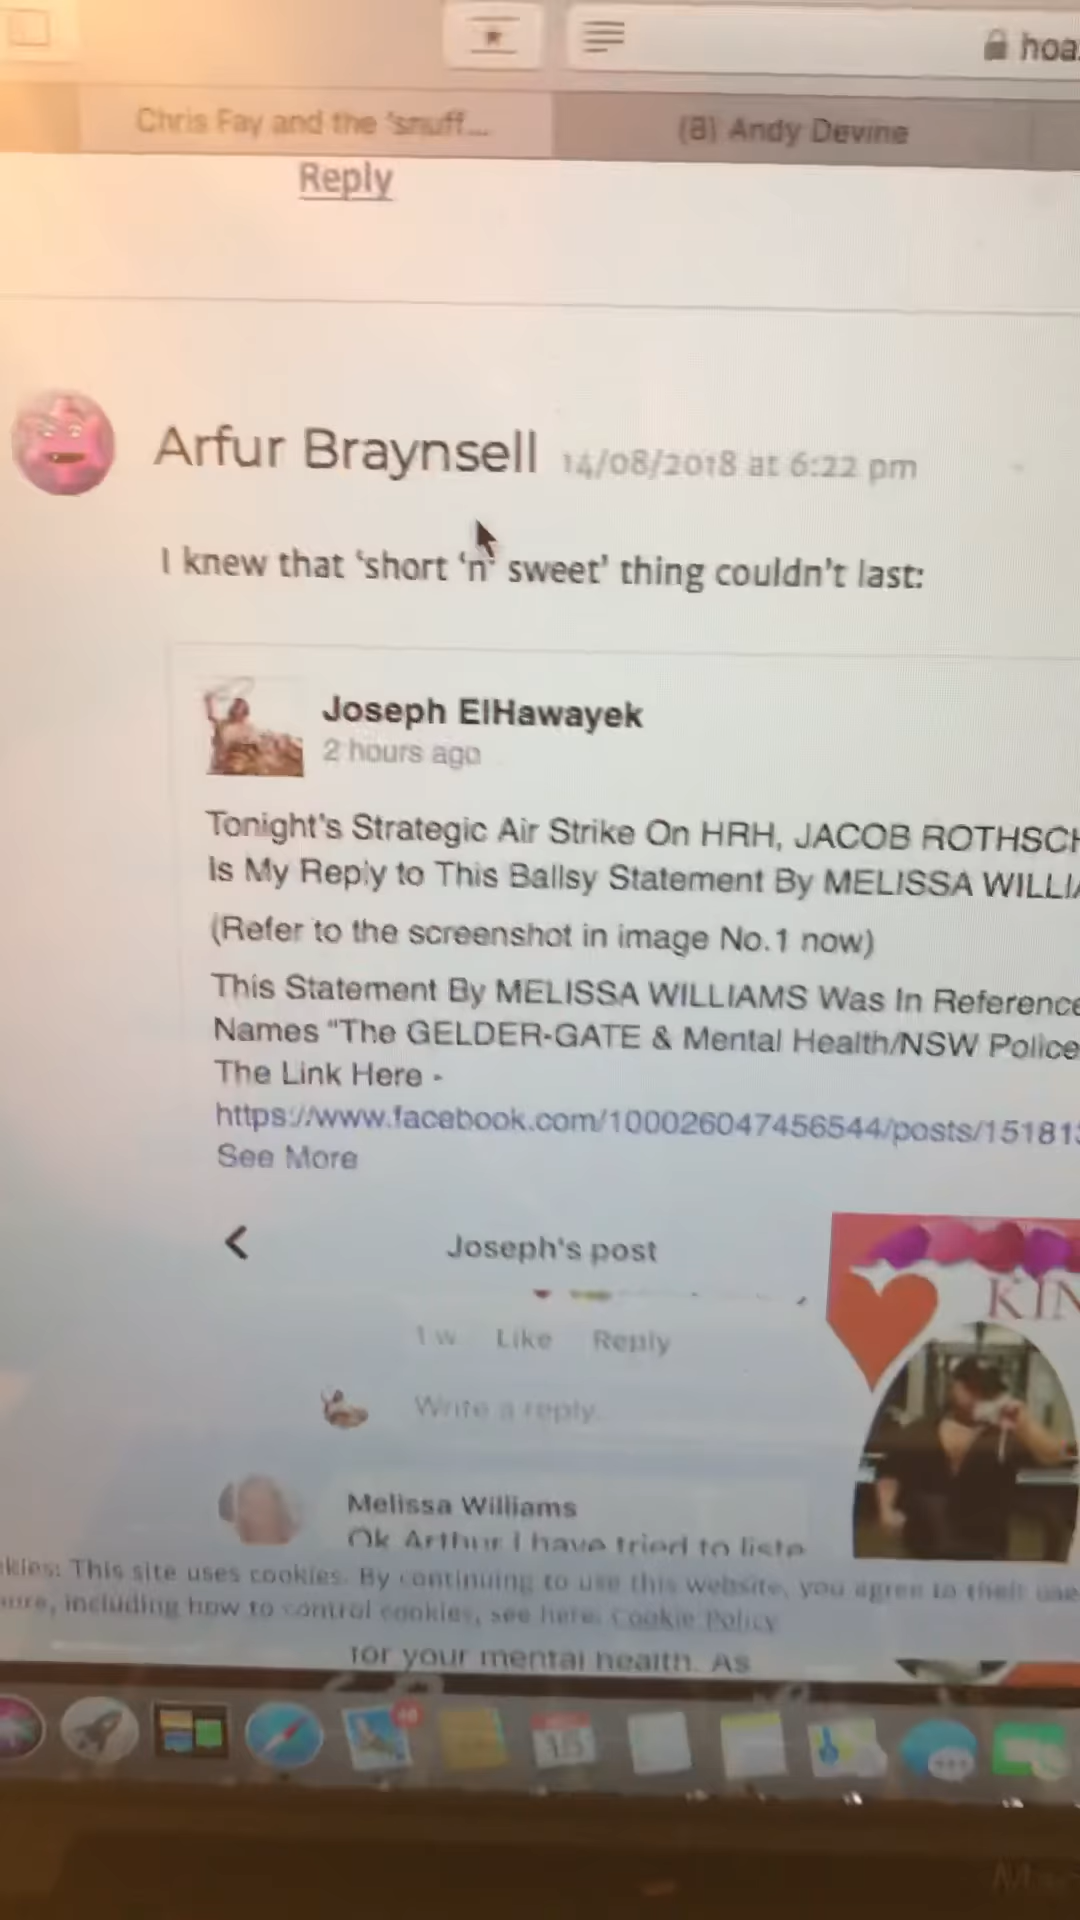 hoa
Chris Fay and the 'snuff...
(8) Andy Devine
Reply
Arfur Braynsell 14/08/2018 at 6:22 pm
I knew that ‘short ‘n’ sweet’ thing couldn’t last:
Joseph ElHawayek
2 hours ago
Tonight's Strategic Air Strike On HRH, JACOB ROTHSCH
Is My Reply to This Ballsy Statement By MELISSA WILLIA
(Refer to the screenshot in image No.1 now)
This Statement By MELISSA WILLIAMS Was In Reference
Names "The GELDER-GATE & Mental Health/NSW Police
The Link Here -
https://www.facebook.com/100026047456544/posts/15181
See More
Joseph's post
KIN
1 w Like Reply
Write a reply.
Melissa Williams
Ok Arthur I have tried to liste
kies: This site uses cookies. By continuing to use this website, you agree to their use
ore, including how to control cookies, see here: Cookie Policy
for your mental health. As
15